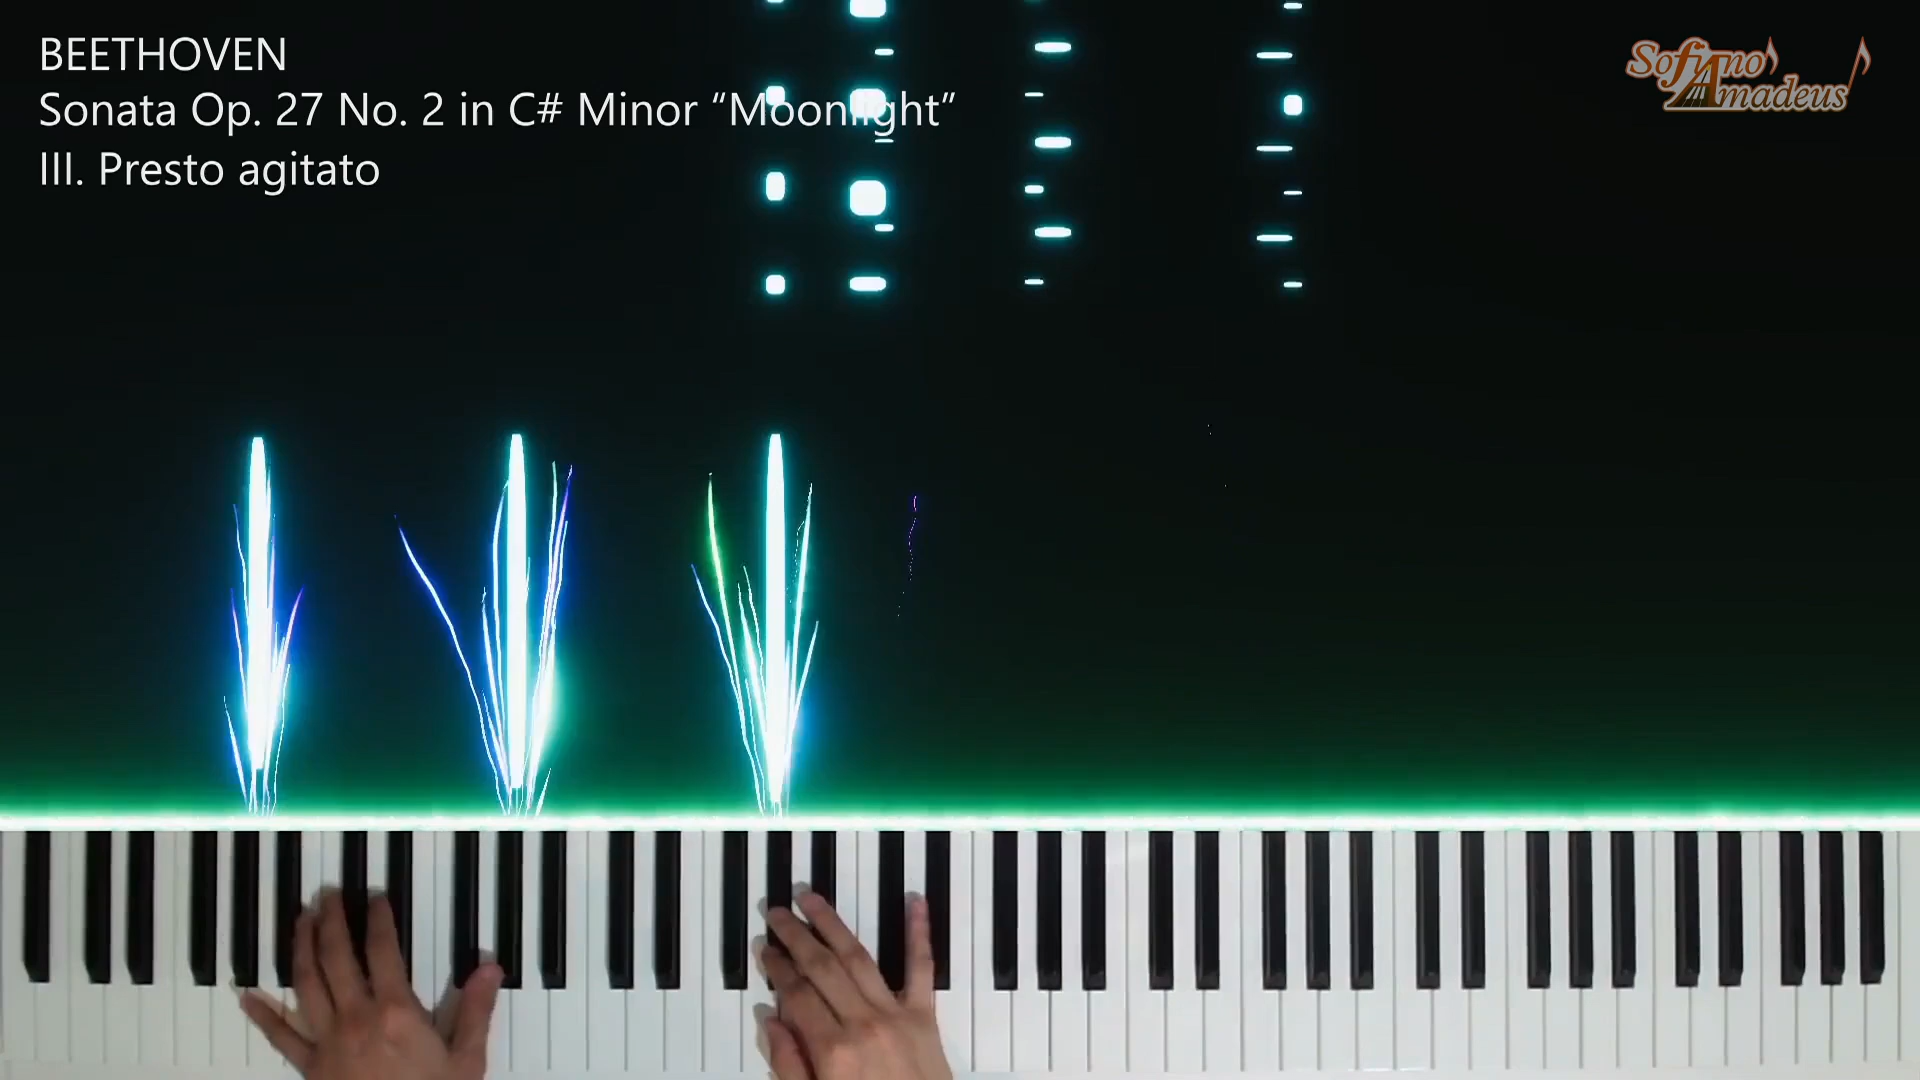 BEETHOVEN
Sonata Op. 27 No. 2 in C# Minor “Moonlight”
III. Presto agitato
Sofiano
Amadeus